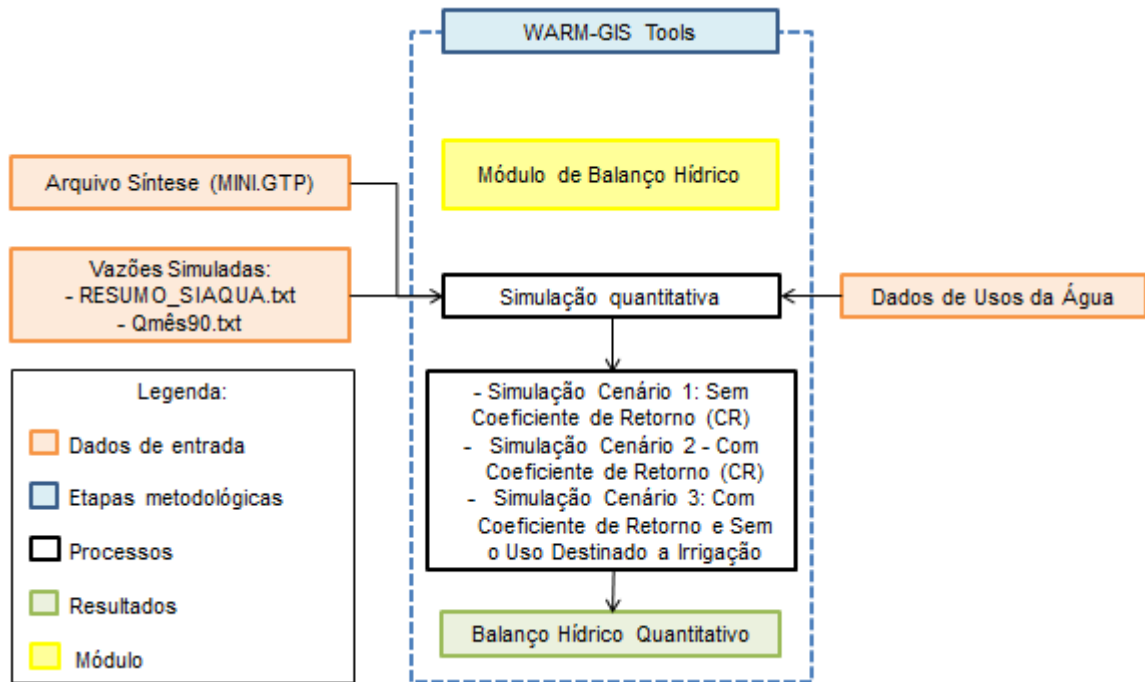 WARM-GIS Tools
Módulo de Balanço Hídrico
Arquivo Síntese (MINI.GTP)
Vazões Simuladas:
- RESUMO_SIAQUA.txt
- Qmês90.txt
Simulação quantitativa
Dados de Usos da Água
- Simulação Cenário 1: Sem
Coeficiente de Retorno (CR)
- Simulação Cenário 2 - Com
Coeficiente de Retorno (CR)
- Simulação Cenário 3: Com
Coeficiente de Retorno e Sem
o Uso Destinado a Irrigação
Balanço Hídrico Quantitativo
Legenda:
Dados de entrada
Etapas metodológicas
Processos
Resultados
Módulo